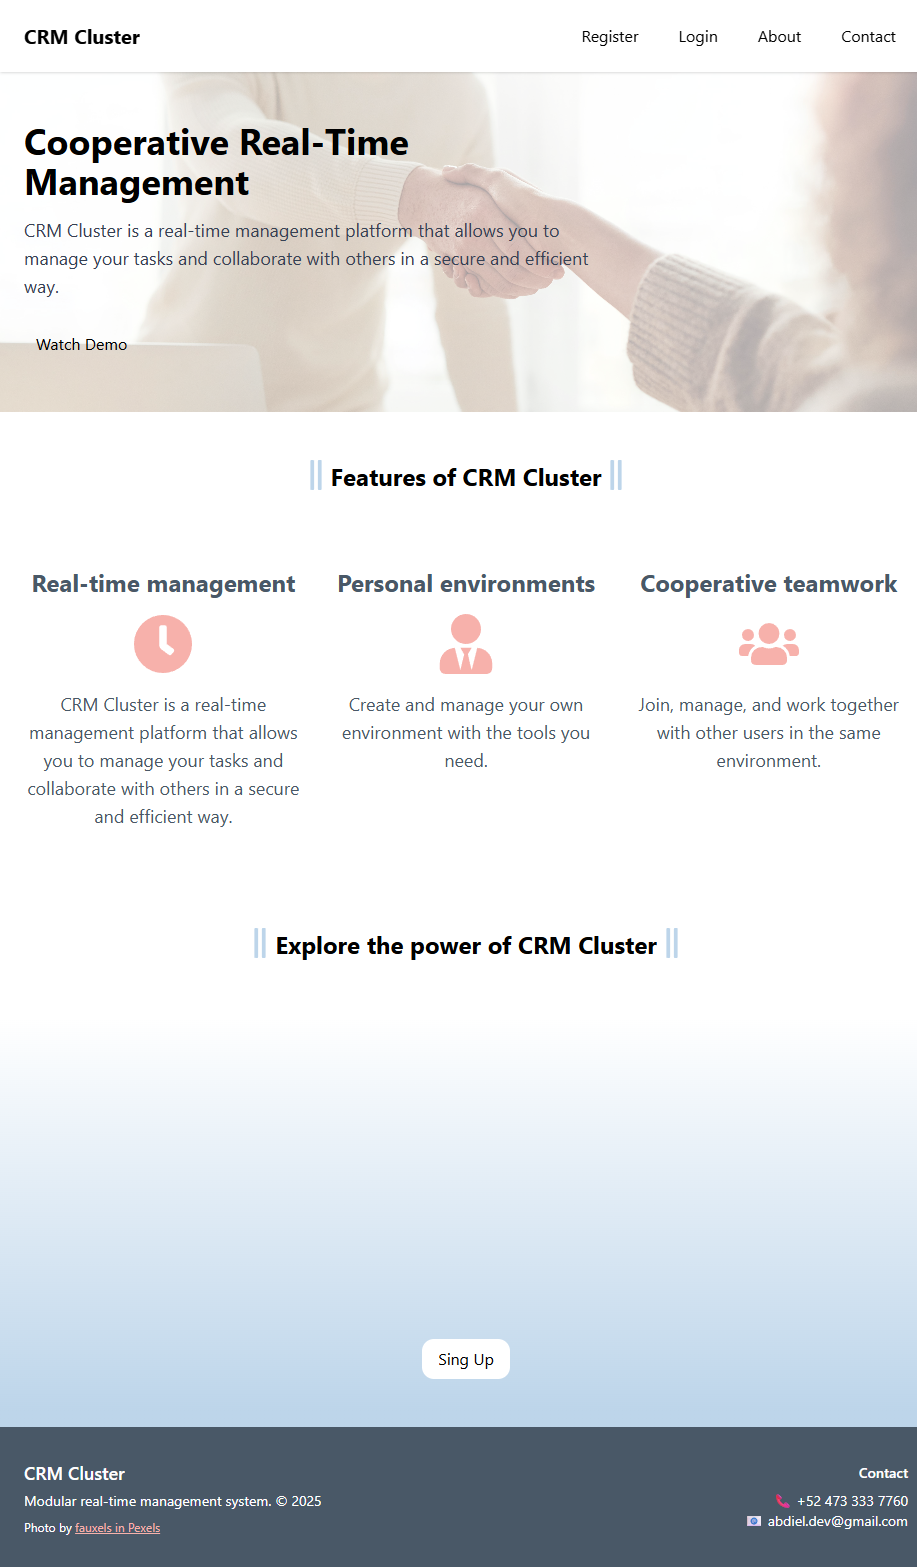 CRM Cluster
Register Login About Contact
Cooperative Real-Time
Management
CRM Cluster is a real-time management platform that allows you to
manage your tasks and collaborate with others in a secure and efficient
way.
Watch Demo
Features of CRM Cluster
Real-time management
CRM Cluster is a real-time
management platform that allows
you to manage your tasks and
collaborate with others in a secure
and efficient way.
Personal environments
Create and manage your own
environment with the tools you
need.
Cooperative teamwork
Join, manage, and work together
with other users in the same
environment.
Explore the power of CRM Cluster
Sing Up
CRM Cluster
Modular real-time management system. © 2025
Photo by fauxels in Pexels
Contact
+52 473 333 7760
abdiel.dev@gmail.com